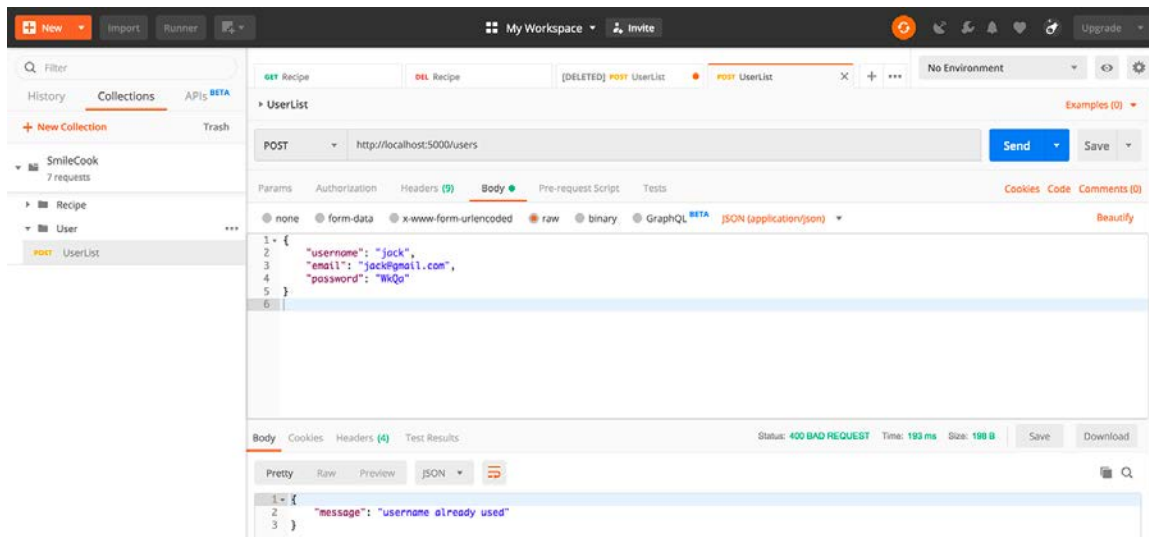 New Import Runner My Workspace Invite Upgrade
Filter
History Collections APIs BETA
+ New Collection Trash
SmileCook
7 requests
Recipe
User
POST UserList
GET Recipe DEL Recipe [DELETED] POST UserList POST UserList No Environment
UserList Examples (0)
POST http://localhost:5000/users Send Save
Params Authorization Headers (9) Body Pre-request Script Tests Cookies Code Comments (0)
none form-data x-www-form-urlencoded raw binary GraphQL BETA JSON (application/json) Beautify
1 {
2 "username": "jack",
3 "email": "jack@gmail.com",
4 "password": "WkQa"
5 }
6
Body Cookies Headers (4) Test Results Status: 400 BAD REQUEST Time: 193 ms Size: 198 B Save Download
Pretty Raw Preview JSON
1 {
2 "message": "username already used"
3 }